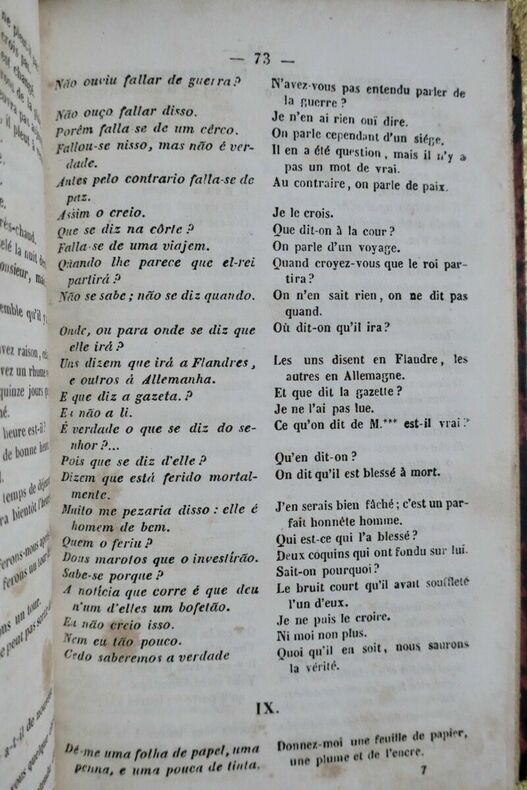 — 73 —
Não ouviu fallar de guerra?
Não ouço fallar disso.
Porêm falla-se de um cêrco.
Fallou-se nisso, mas não é ver-
dade.
Antes pelo contrario falla-se de
paz.
Assim o creio.
Que se diz na côrte?
Falla-se de uma viajem.
Quando lhe parece que el-rei
partirá?
Não se sabe; não se diz quando.
Onde, ou para onde se diz que
elle irá?
Uns dizem que irá a Flandres,
e outros á Allemanha.
E que diz a gazeta?
Eu não a li.
É verdade o que se diz do se-
nhor?...
Pois que se diz d'elle?
Dizem que está ferido mortal-
mente.
Muito me pezaria disso: elle é
homem de bem.
Quem o feriu?
Dous marotos que o investirão.
Sabe-se porque?
A noticia que corre é que deu
n'um d'elles um bofetão.
Eu não creio isso.
Nem eu tão pouco.
Cedo saberemos a verdade
N'avez-vous pas entendu parler de
la guerre?
Je n'en ai rien oui dire.
On parle cependant d'un siége.
Il en a été question, mais il n'y a
pas un mot de vrai.
Au contraire, on parle de paix.
Je le crois.
Que dit-on à la cour?
On parle d'un voyage.
Quand croyez-vous que le roi par-
tira?
On n'en sait rien, on ne dit pas
quand.
Où dit-on qu'il ira?
Les uns disent en Flandre, les
autres en Allemagne.
Et que dit la gazette?
Je ne l'ai pas lue.
Ce qu'on dit de M.*** est-il vrai?
Qu'en dit-on?
On dit qu'il est blessé à mort.
J'en serais bien fâché; c'est un par-
fait honnête homme.
Qui est-ce qui l'a blessé?
Deux coquins qui ont fondu sur lui.
Sait-on pourquoi?
Le bruit court qu'il avait souffleté
l'un d'eux.
Je ne puis le croire.
Ni moi non plus.
Quoi qu'il en soit, nous saurons
la vérité.
IX.
Dê-me uma folha de papel, uma
penna, e uma pouca de tinta.
Donnez-moi une feuille de papier,
une plume et de l'encre.
7